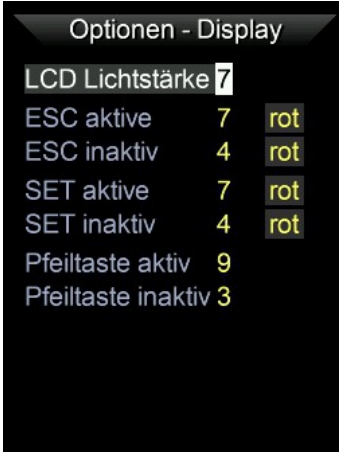 Optionen - Display
LCD Lichtstärke 7
ESC aktive 7 rot
ESC inaktiv 4 rot
SET aktive 7 rot
SET inaktiv 4 rot
Pfeiltaste aktiv 9
Pfeiltaste inaktiv 3